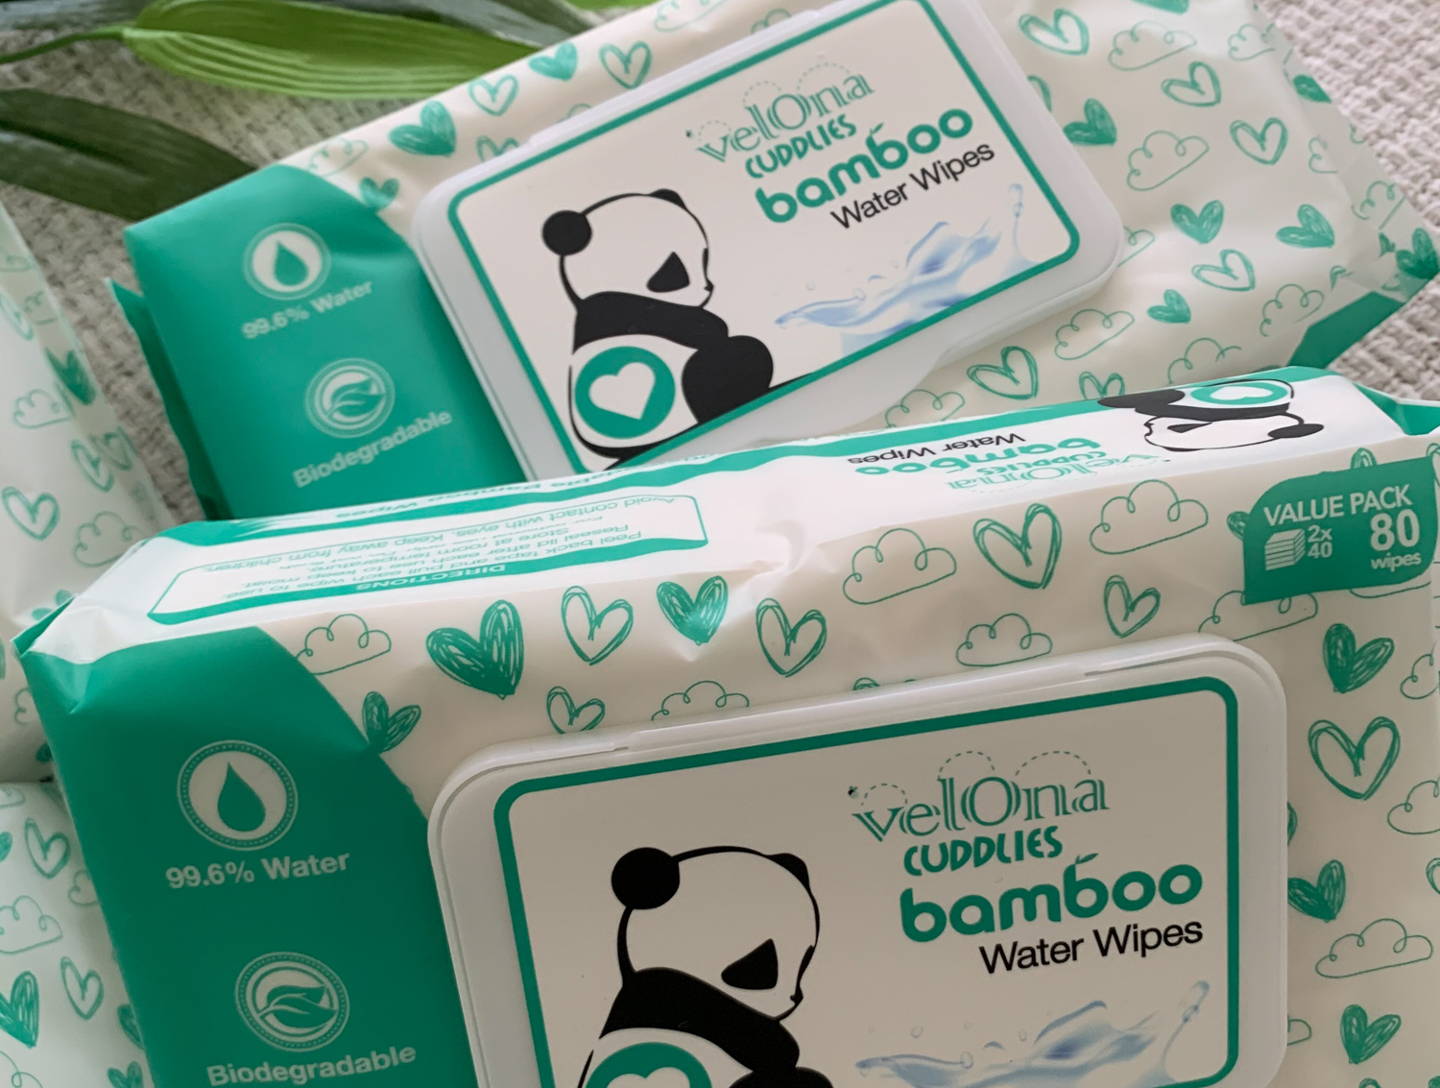 velOna
CUDDLIES
bamboo
Water Wipes
99.6% Water
Biodegradable
Water Wipes
bamboo
CUDDLIES
velOna
Wipes
Avoid contact with eyes. Keep away from children.
Store at room temperature
Reseal lid after each use to keep moist.
Peel back tape and pull each wipe to use.
DIRECTIONS
VALUE PACK
2x
40
80
wipes
99.6% Water
Biodegradable
velOna
CUDDLIES
bamboo
Water Wipes